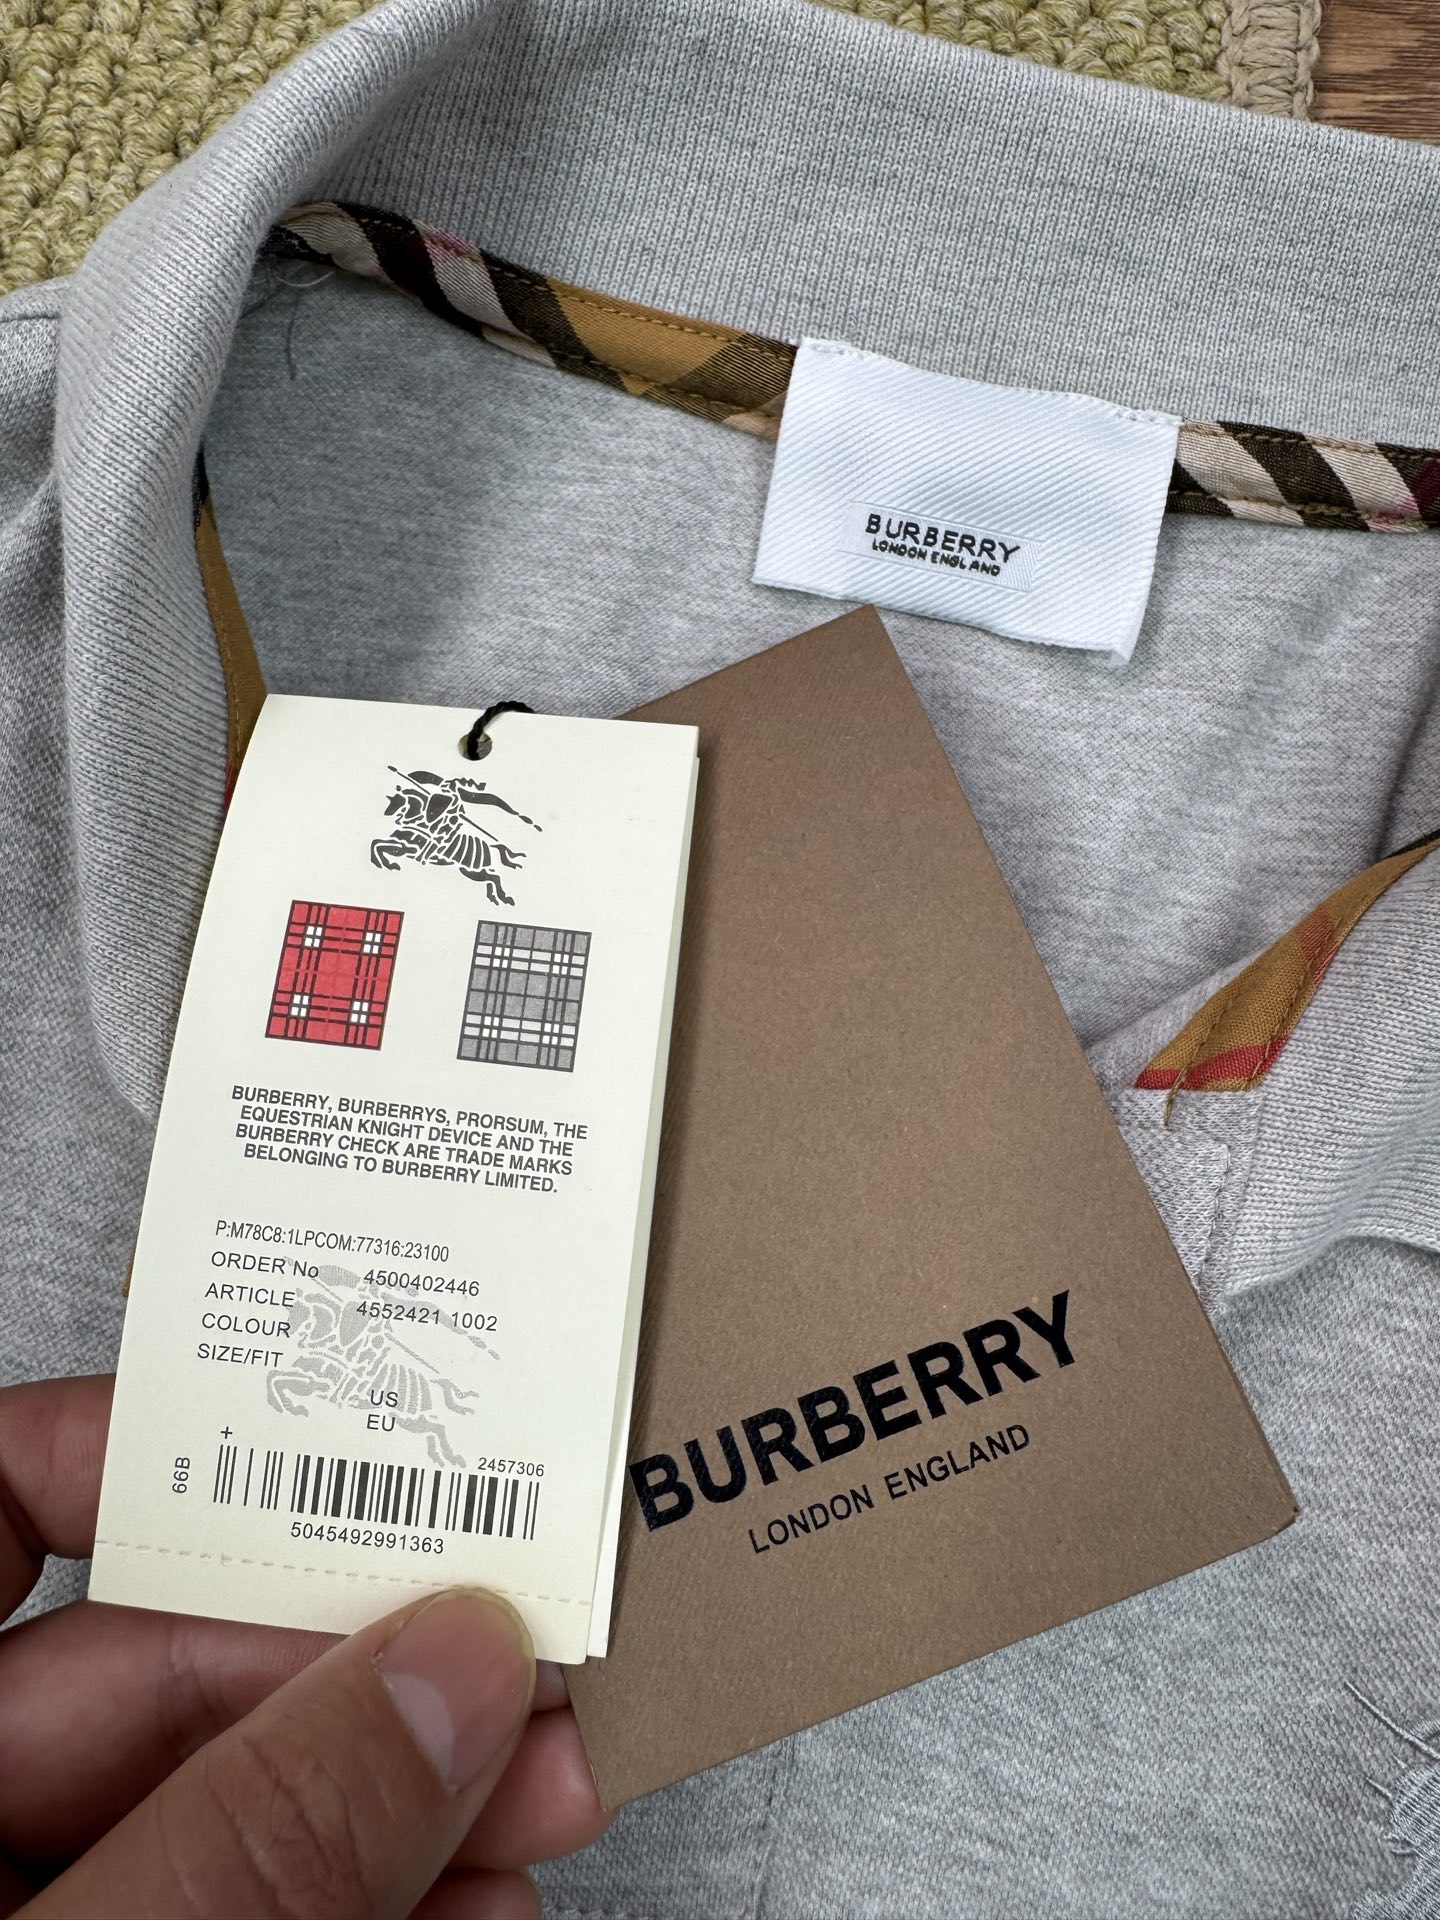 BURBERRY
LONDON ENGLAND
BURBERRY, BURBERRYS, PRORSUM, THE
EQUESTRIAN KNIGHT DEVICE AND THE
BURBERRY CHECK ARE TRADE MARKS
BELONGING TO BURBERRY LIMITED.
P:M78C8:1LPCOM:77316:23100
ORDER No 4500402446
ARTICLE 4552421 1002
COLOUR
SIZE/FIT
US
EU
+
66B
2457306
5045492991363
BURBERRY
LONDON ENGLAND